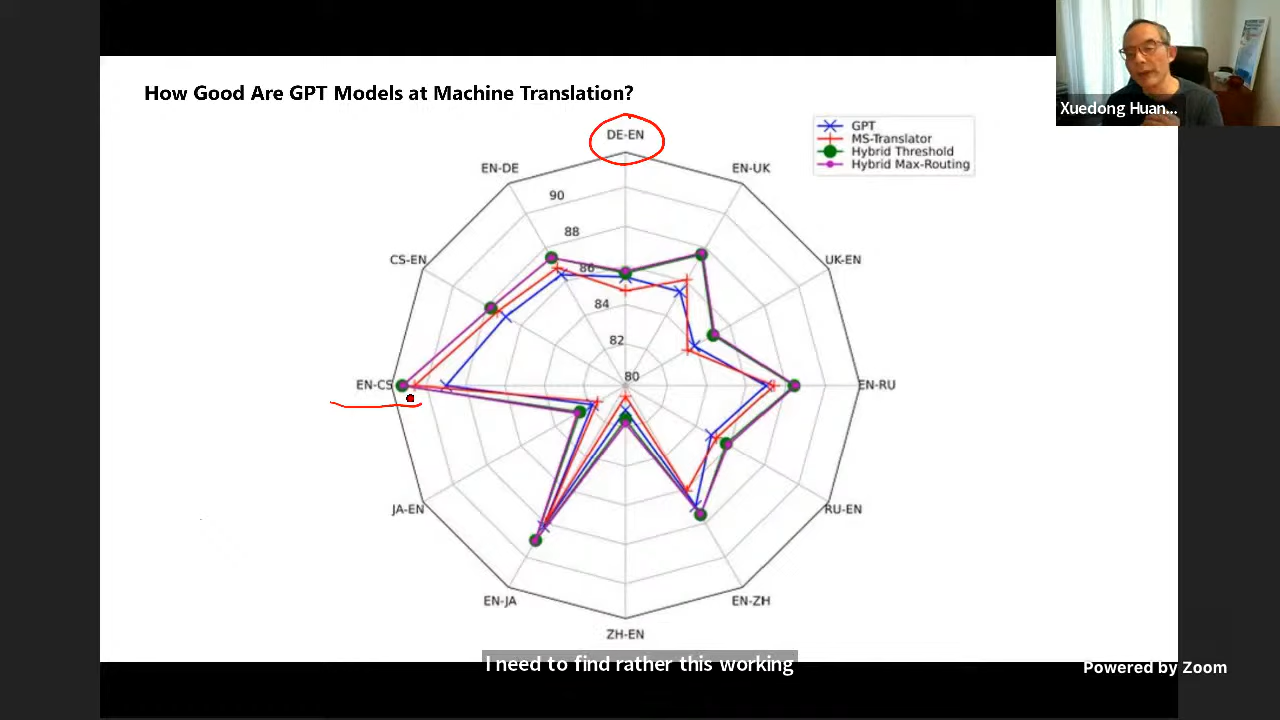 How Good Are GPT Models at Machine Translation?
Xuedong Huan...
GPT
MS-Translator
Hybrid Threshold
Hybrid Max-Routing
DE-EN
EN-DE
EN-UK
90
88
CS-EN
86
UK-EN
84
82
80
EN-CS
EN-RU
JA-EN
RU-EN
EN-JA
EN-ZH
ZH-EN
I need to find rather this working
Powered by Zoom